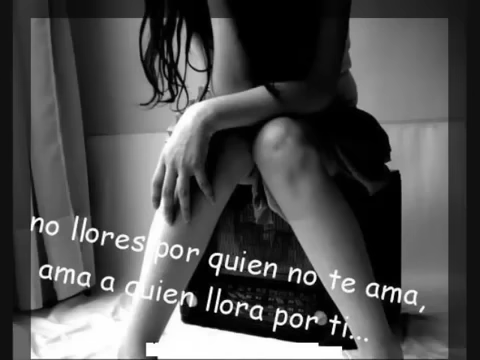 no llores por quien no te ama,
ama a quien llora por ti...